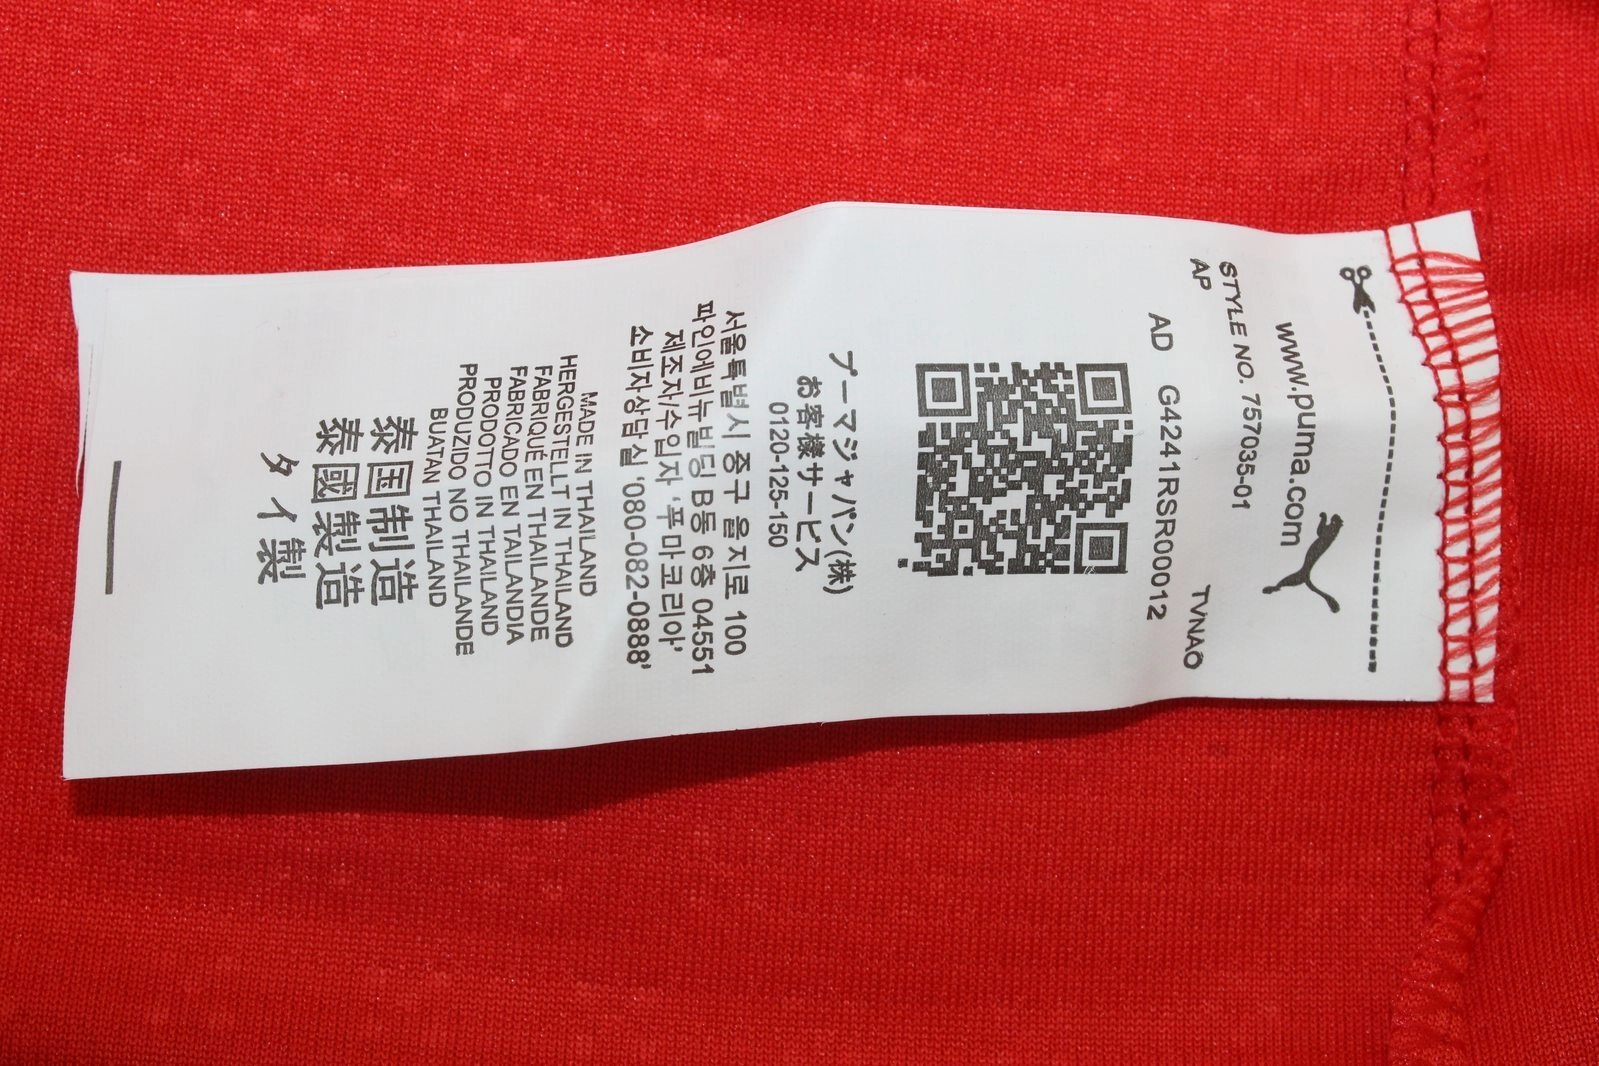 www.puma.com
STYLE NO. 757035-01
AP TVNAO
AD G4241RSR00012
プーマジャパン(株)
お客様サービス
0120-125-150
서울특별시 중구 을지로 100
파인에비뉴빌딩 B동 6층 04551
제조자/수입자 '푸마코리아'
소비자상담실 '080-082-0888'
MADE IN THAILAND
HERGESTELLT IN THAILAND
FABRIQUÉ EN THAILANDE
FABRICADO EN TAILANDIA
PRODOTTO IN THAILAND
PRODUZIDO NO THAILANDE
BUATAN THAILAND
泰国制造
泰國製造
タイ製